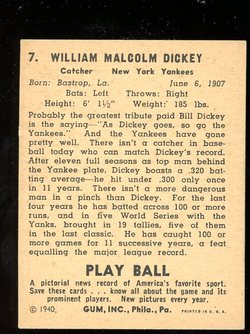 7. WILLIAM MALCOLM DICKEY
Catcher New York Yankees
Born: Bastrop, La. June 6, 1907
Bats: Left Throws: Right
Height: 6' 1½" Weight: 185 lbs.
Probably the greatest tribute paid Bill Dickey
is the saying—"As Dickey goes, so go the
Yankees." And the Yankees have gone
pretty well. There isn't a catcher in base-
ball today who can match Dickey's record.
After eleven full seasons as top man behind
the Yankee plate, Dickey boasts a .320 bat-
ting average—he hit under .300 only once
in 11 years. There isn't a more dangerous
man in a pinch than Dickey. For the last
four years he has batted across 100 or more
runs, and in five World Series with the
Yanks, brought in 19 tallies, five of them
in the last classic. He has caught 100 or
more games for 11 successive years, a feat
equalling the major league record.
PLAY BALL
A pictorial news record of America's favorite sport.
Save these cards . . . know all about the game and its
prominent players. New pictures every year.
© 1940, GUM, INC., Phila., Pa. PRINTED IN U. S. A.